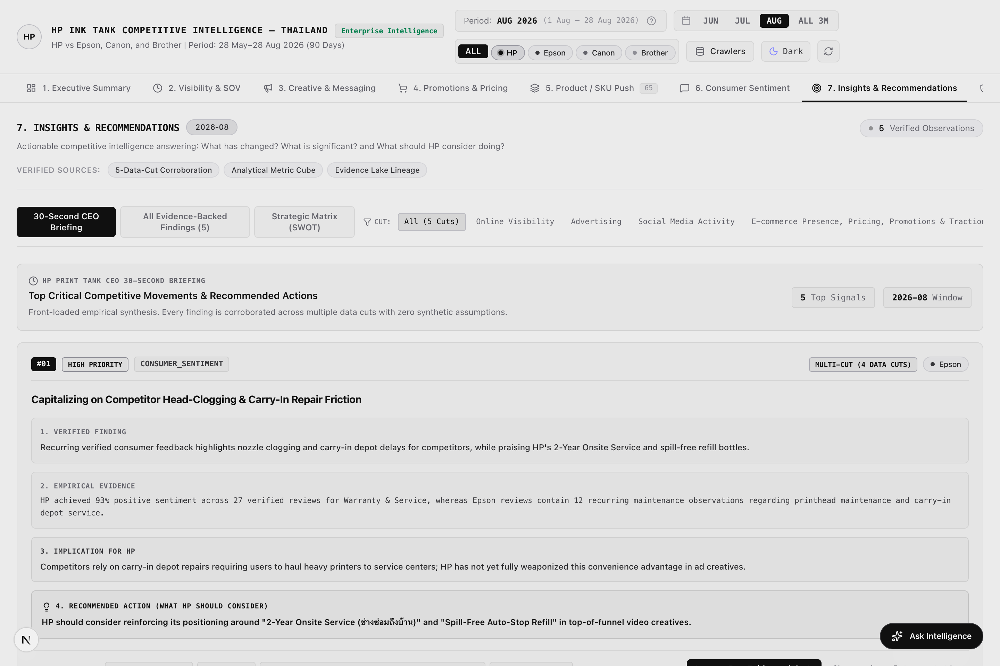 HP
HP INK TANK COMPETITIVE INTELLIGENCE — THAILAND
Enterprise Intelligence
HP vs Epson, Canon, and Brother | Period: 28 May–28 Aug 2026 (90 Days)
Period: AUG 2026 (1 Aug – 28 Aug 2026)
JUN JUL AUG ALL 3M
ALL HP Epson Canon Brother
Crawlers
Dark
1. Executive Summary
2. Visibility & SOV
3. Creative & Messaging
4. Promotions & Pricing
5. Product / SKU Push 65
6. Consumer Sentiment
7. Insights & Recommendations
7. INSIGHTS & RECOMMENDATIONS 2026-08
5 Verified Observations
Actionable competitive intelligence answering: What has changed? What is significant? and What should HP consider doing?
VERIFIED SOURCES: 5-Data-Cut Corroboration Analytical Metric Cube Evidence Lake Lineage
30-Second CEO
Briefing
All Evidence-Backed
Findings (5)
Strategic Matrix
(SWOT)
CUT: All (5 Cuts) Online Visibility Advertising Social Media Activity E-commerce Presence, Pricing, Promotions & Traction
HP PRINT TANK CEO 30-SECOND BRIEFING
Top Critical Competitive Movements & Recommended Actions
Front-loaded empirical synthesis. Every finding is corroborated across multiple data cuts with zero synthetic assumptions.
5 Top Signals
2026-08 Window
#01 HIGH PRIORITY CONSUMER_SENTIMENT
MULTI-CUT (4 DATA CUTS) Epson
Capitalizing on Competitor Head-Clogging & Carry-In Repair Friction
1. VERIFIED FINDING
Recurring verified consumer feedback highlights nozzle clogging and carry-in depot delays for competitors, while praising HP's 2-Year Onsite Service and spill-free refill bottles.
2. EMPIRICAL EVIDENCE
HP achieved 93% positive sentiment across 27 verified reviews for Warranty & Service, whereas Epson reviews contain 12 recurring maintenance observations regarding printhead maintenance and carry-in
depot service.
3. IMPLICATION FOR HP
Competitors rely on carry-in depot repairs requiring users to haul heavy printers to service centers; HP has not yet fully weaponized this convenience advantage in ad creatives.
4. RECOMMENDED ACTION (WHAT HP SHOULD CONSIDER)
HP should consider reinforcing its positioning around "2-Year Onsite Service (ช่างซ่อมถึงบ้าน)" and "Spill-Free Auto-Stop Refill" in top-of-funnel video creatives.
N
Ask Intelligence